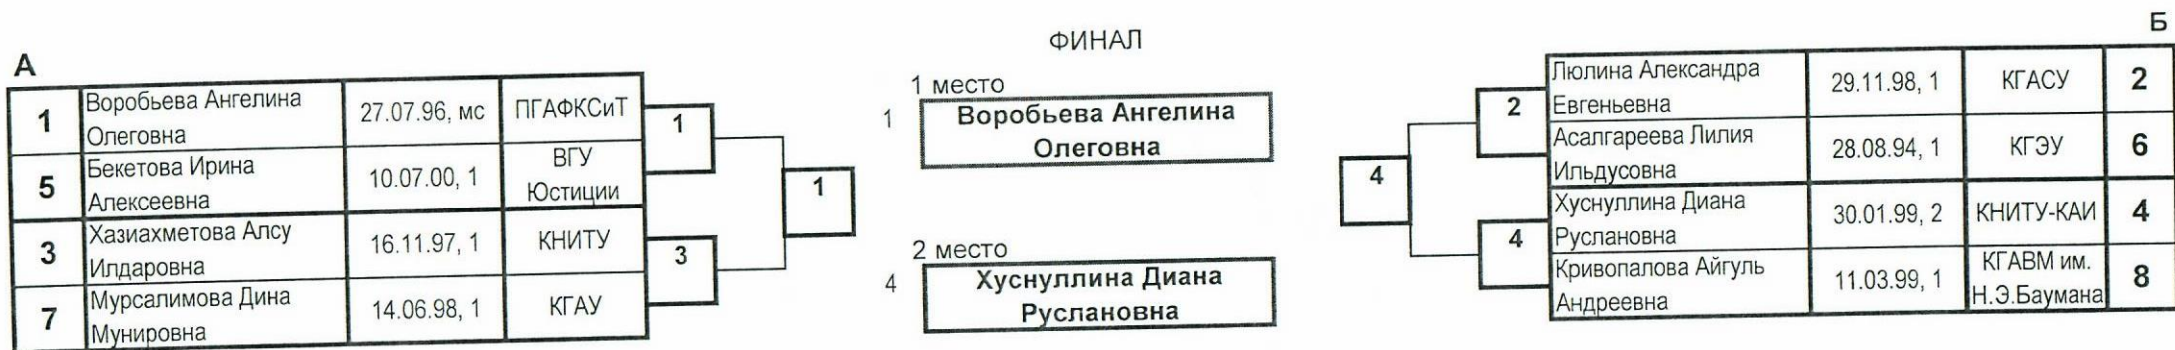 А
1 Воробьева Ангелина Олеговна 27.07.96, мс ПГАФКСиТ
5 Бекетова Ирина Алексеевна 10.07.00, 1 ВГУ Юстиции
3 Хазиахметова Алсу Илдаровна 16.11.97, 1 КНИТУ
7 Мурсалимова Дина Мунировна 14.06.98, 1 КГАУ
1
3
1
ФИНАЛ
1 место
1 Воробьева Ангелина
Олеговна
2 место
4 Хуснуллина Диана
Руслановна
Б
2
4
4
Люлина Александра Евгеньевна 29.11.98, 1 КГАСУ 2
Асалгареева Лилия Ильдусовна 28.08.94, 1 КГЭУ 6
Хуснуллина Диана Руслановна 30.01.99, 2 КНИТУ-КАИ 4
Кривопалова Айгуль Андреевна 11.03.99, 1 КГАВМ им. Н.Э.Баумана 8